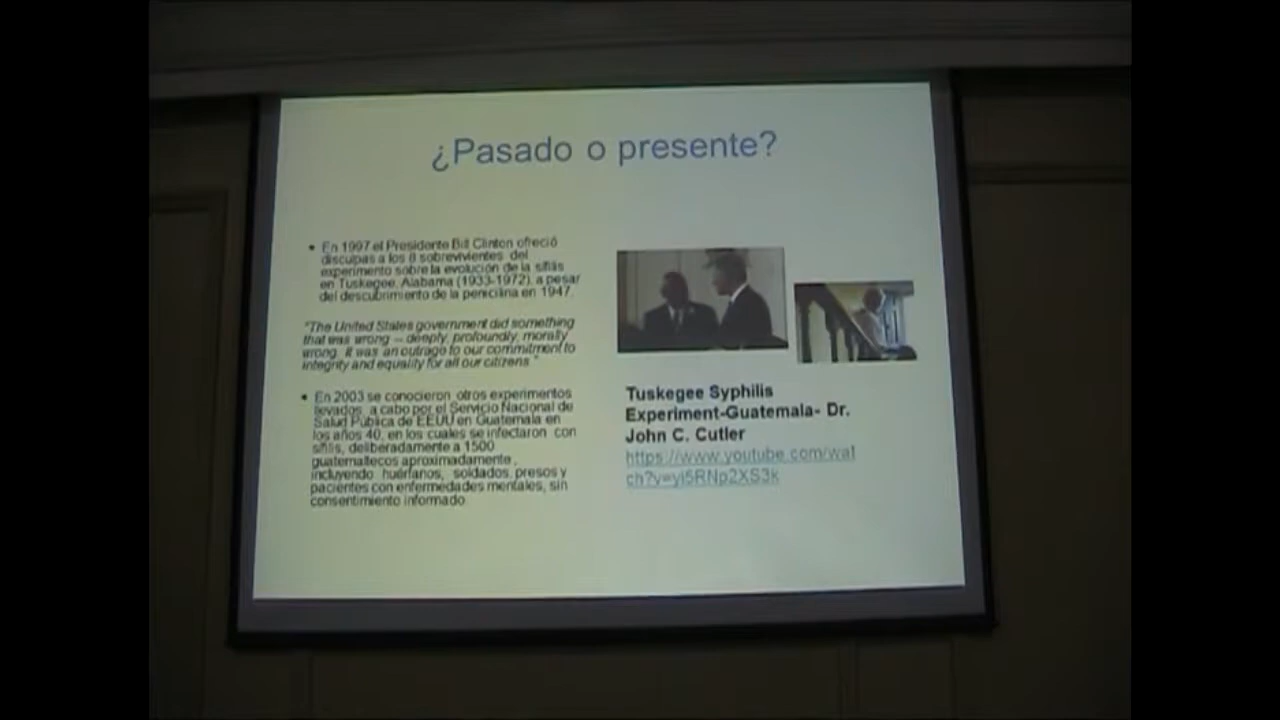 ¿Pasado o presente?
• En 1997 el Presidente Bill Clinton ofreció
disculpas a los 8 sobrevivientes del
experimento sobre la evolución de la sífilis
en Tuskegee, Alabama (1933-1972), a pesar
del descubrimiento de la penicilina en 1947.
"The United States government did something
that was wrong -- deeply, profoundly, morally
wrong. It was an outrage to our commitment to
integrity and equality for all our citizens."
• En 2003 se conocieron otros experimentos
llevados a cabo por el Servicio Nacional de
Salud Pública de EEUU en Guatemala en
los años 40, en los cuales se infectaron con
sífilis, deliberadamente a 1500
guatemaltecos aproximadamente,
incluyendo huérfanos, soldados, presos y
pacientes con enfermedades mentales, sin
consentimiento informado
Tuskegee Syphilis
Experiment-Guatemala- Dr.
John C. Cutler
https://www.youtube.com/wat
ch?v=yi5RNp2XS3k